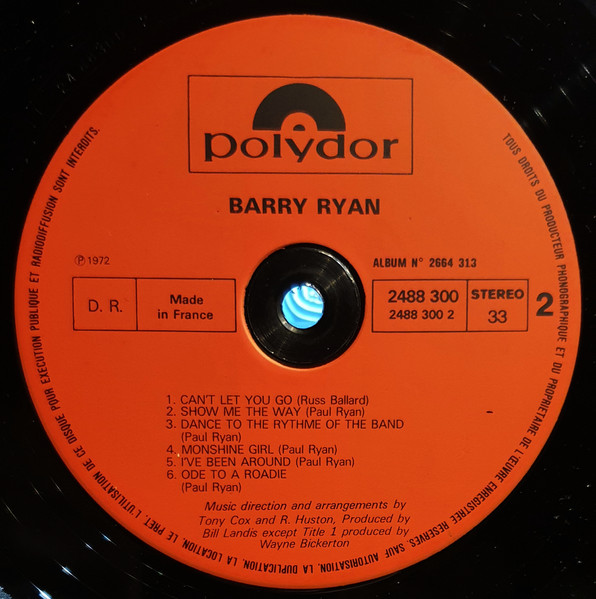 polydor
BARRY RYAN
℗ 1972
ALBUM N° 2664 313
D. R.
Made
in France
2488 300
2488 300 2
STEREO
33
2
1. CAN'T LET YOU GO (Russ Ballard)
2. SHOW ME THE WAY (Paul Ryan)
3. DANCE TO THE RYTHME OF THE BAND
(Paul Ryan)
4. MONSHINE GIRL (Paul Ryan)
5. I'VE BEEN AROUND (Paul Ryan)
6. ODE TO A ROADIE
(Paul Ryan)
Music direction and arrangements by
Tony Cox and R. Huston, Produced by
Bill Landis except Title 1 produced by
Wayne Bickerton
TOUS DROITS DU PRODUCTEUR PHONOGRAPHIQUE ET DU PROPRIETAIRE DE L'ŒUVRE ENREGISTREE RESERVES. SAUF AUTORISATION, LA DUPLICATION, LA LOCATION, LE PRET, L'UTILISATION DE CE DISQUE POUR EXECUTION PUBLIQUE ET RADIODIFFUSION SONT INTERDITS.